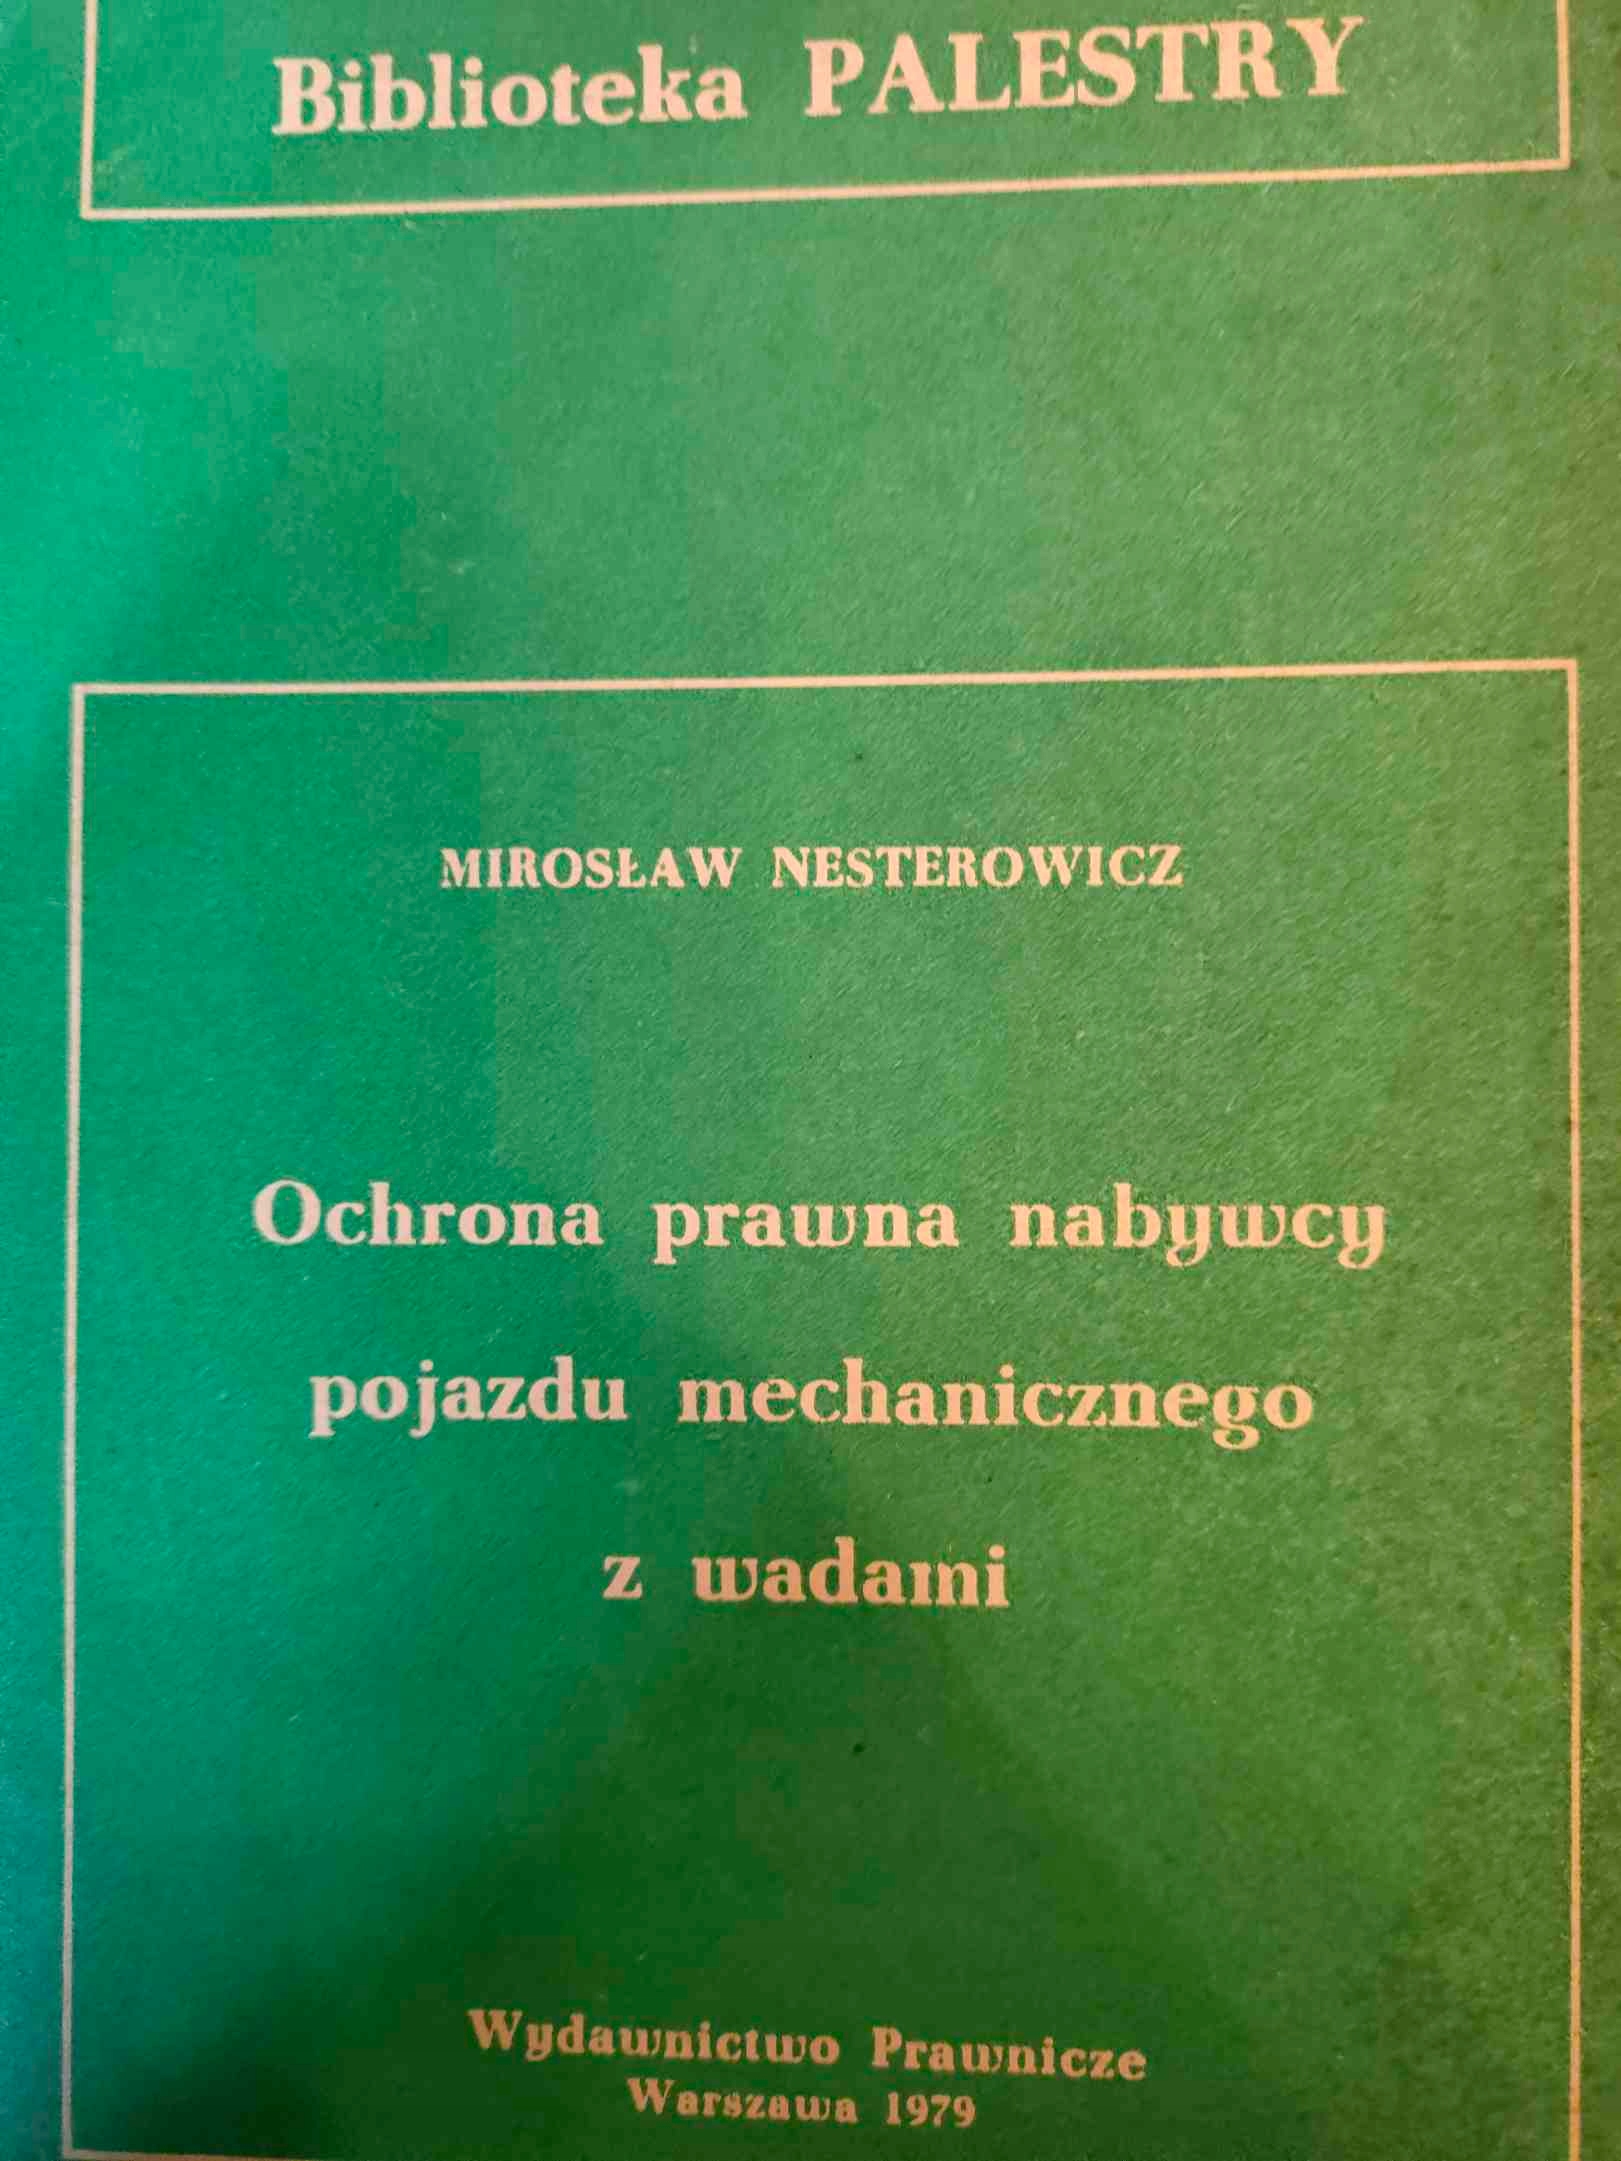 Biblioteka PALESTRY
MIROSŁAW NESTEROWICZ
Ochrona prawna nabywcy
pojazdu mechanicznego
z wadami
Wydawnictwo Prawnicze
Warszawa 1979